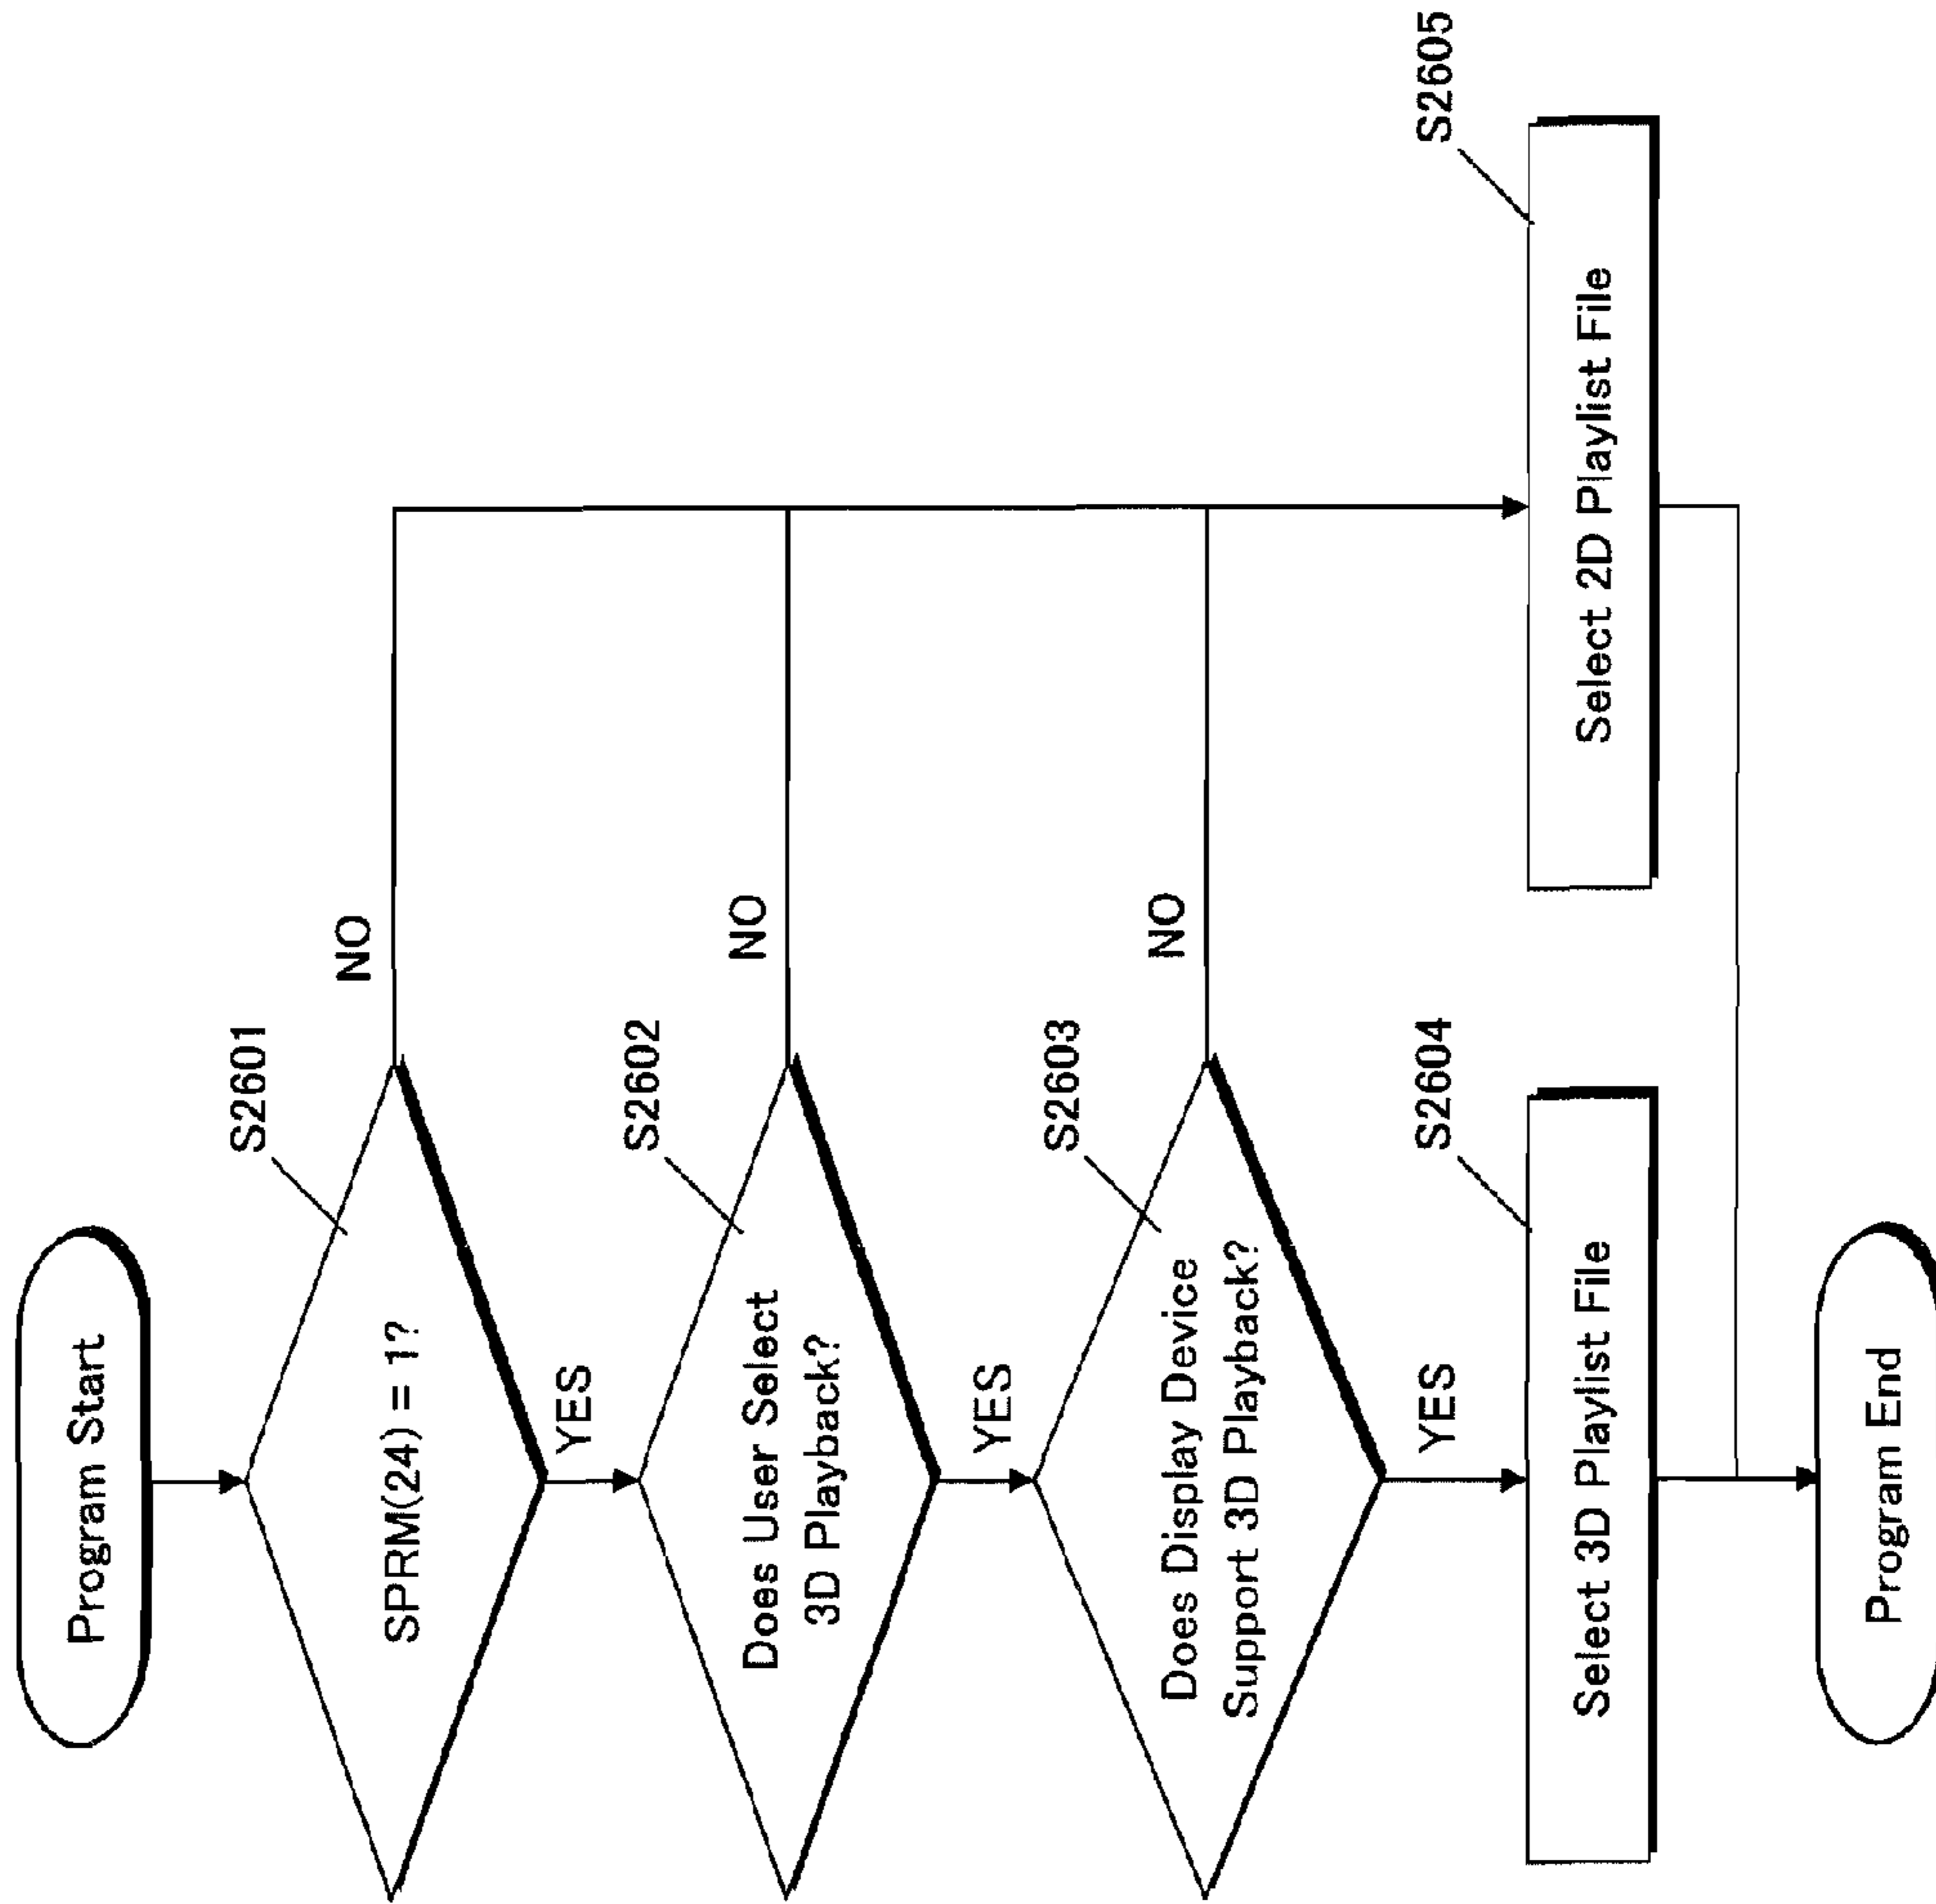 Program Start
S2601
SPRM(24) = 1?
NO
YES
S2602
Does User Select
3D Playback?
NO
YES
S2603
Does Display Device
Support 3D Playback?
NO
YES
S2604
Select 3D Playlist File
S2605
Select 2D Playlist File
Program End